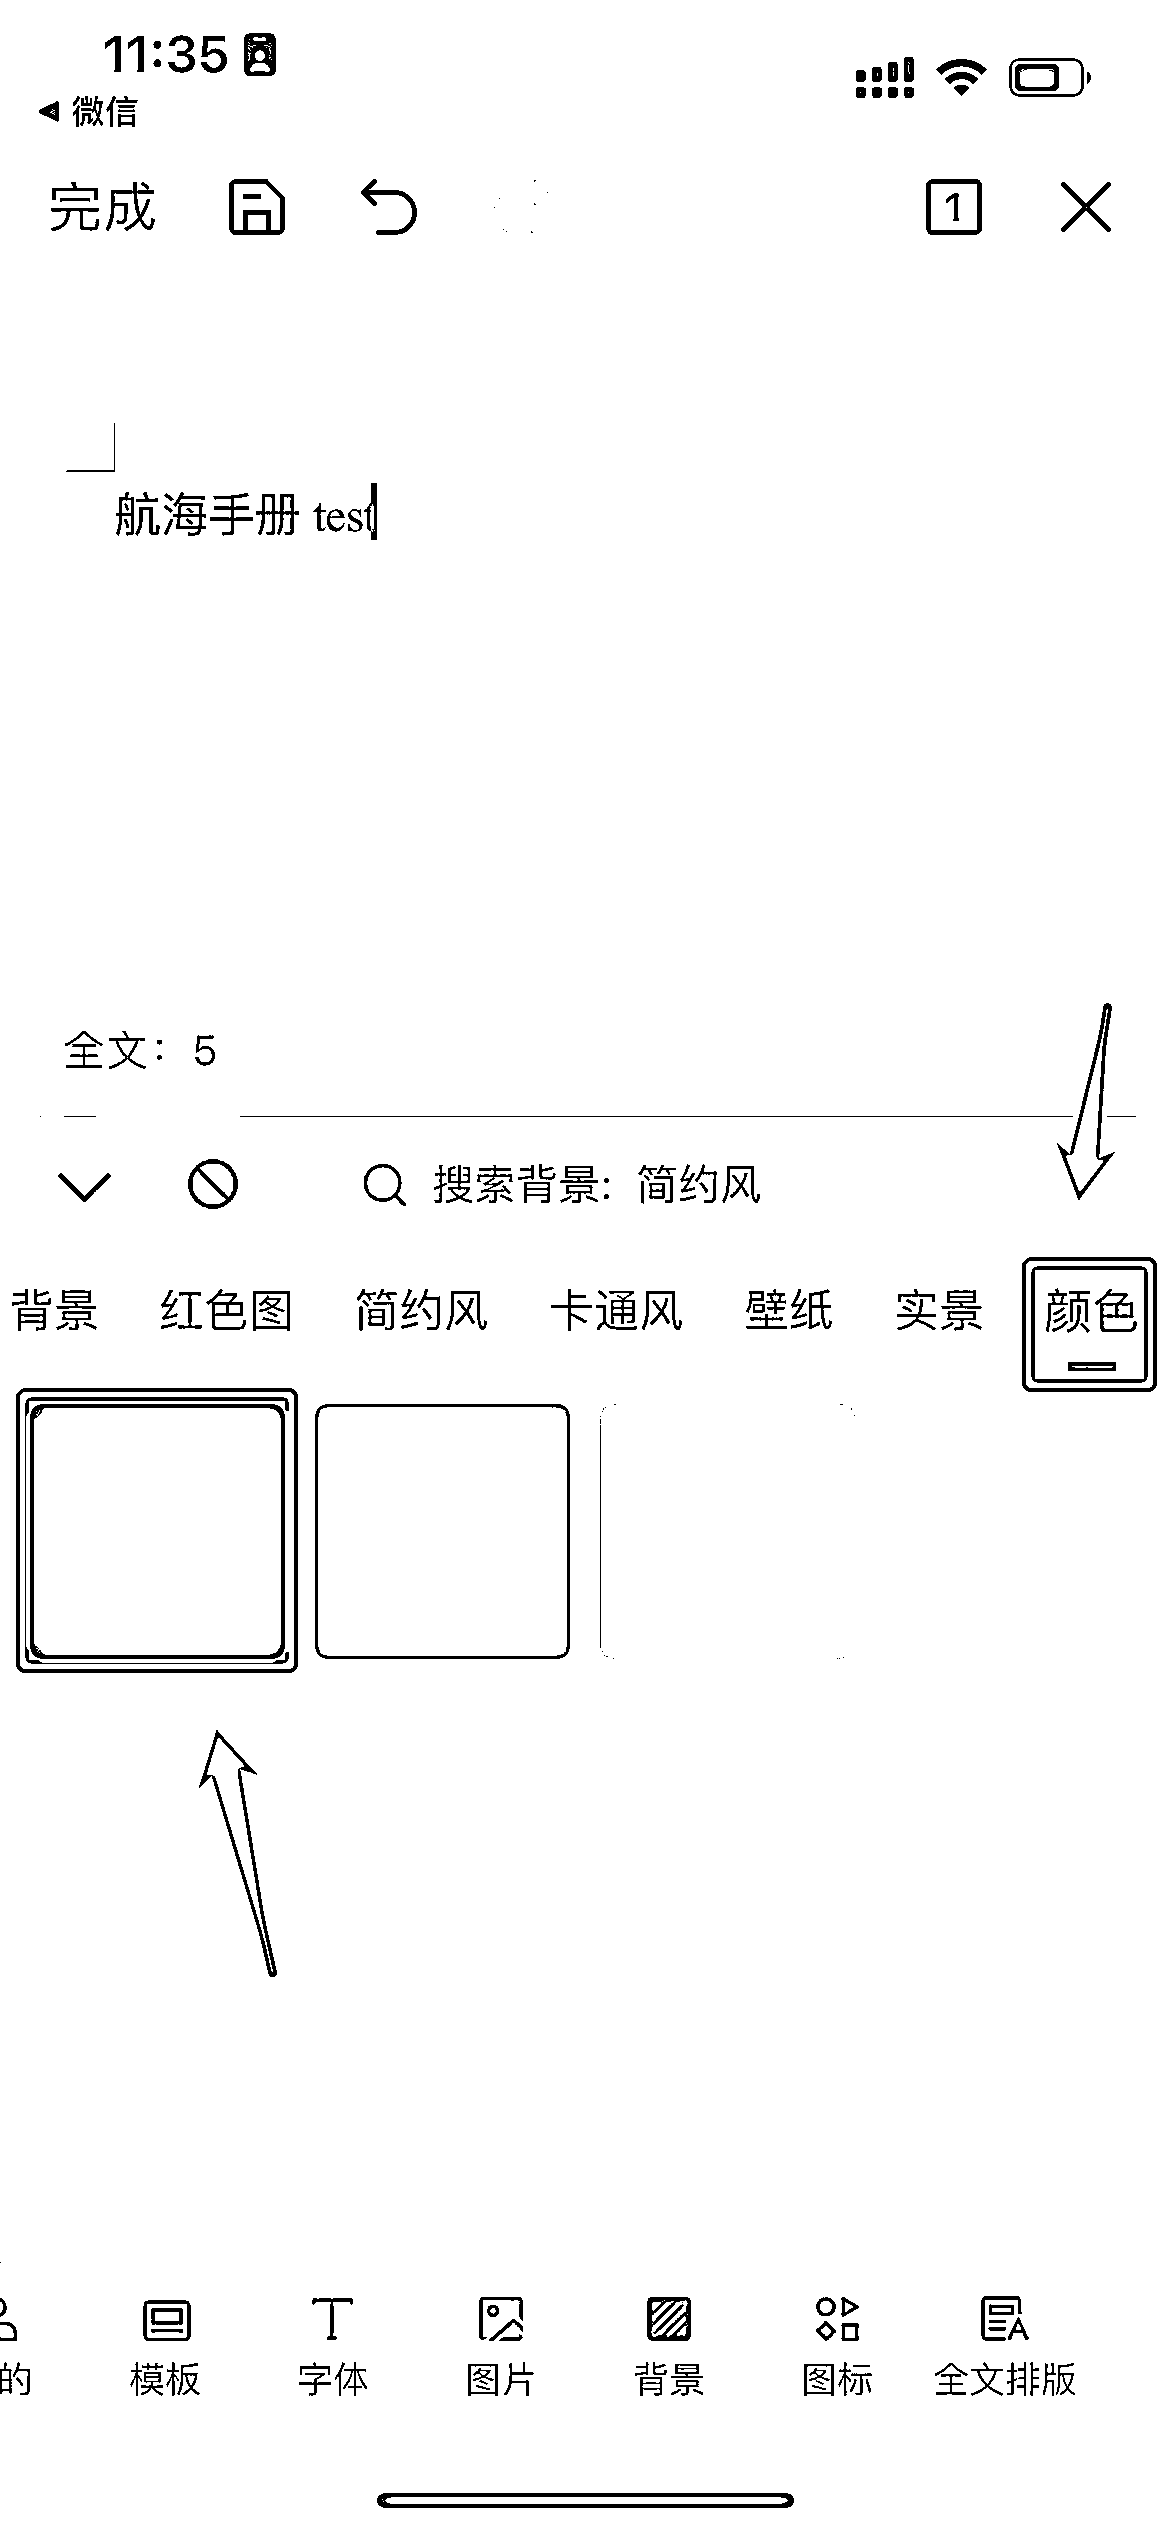 11:35
微信
完成
1
航海手册 test
全文：5
搜索背景：简约风
背景 红色图 简约风 卡通风 壁纸 实景 颜色
的 模板 字体 图片 背景 图标 全文排版